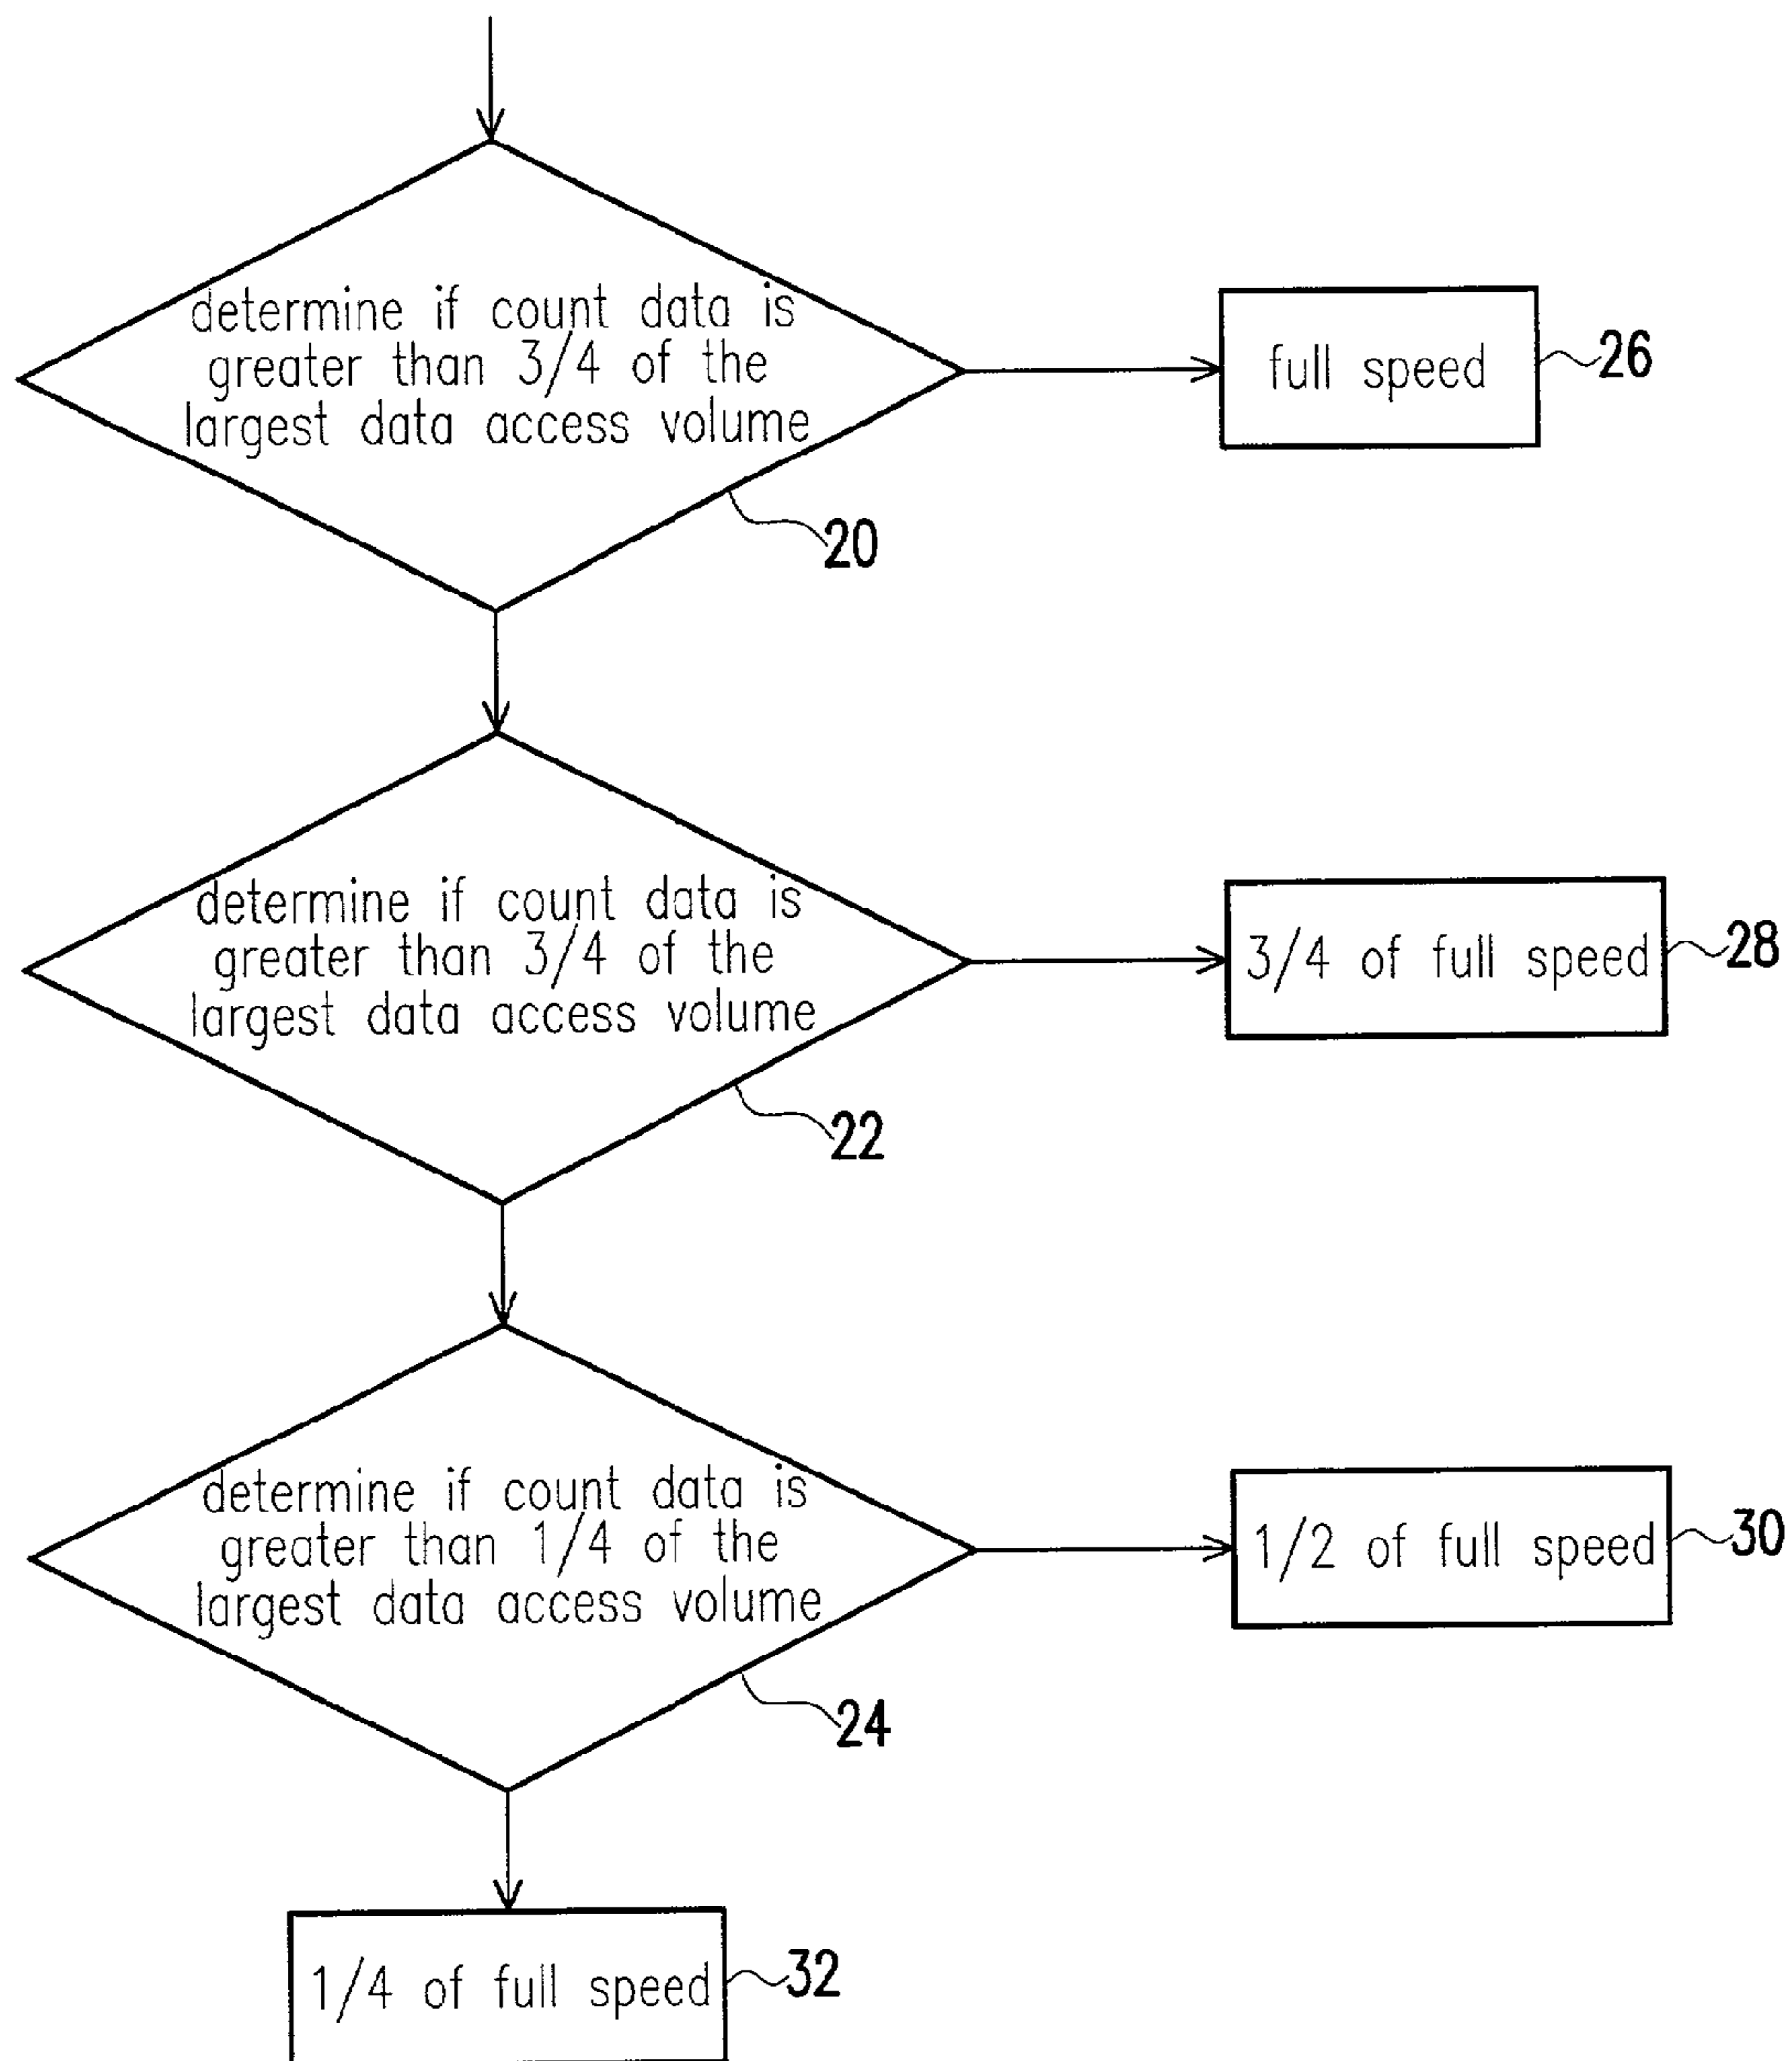 determine if count data is
greater than 3/4 of the
largest data access volume
20
full speed
26
determine if count data is
greater than 3/4 of the
largest data access volume
22
3/4 of full speed
28
determine if count data is
greater than 1/4 of the
largest data access volume
24
1/2 of full speed
30
1/4 of full speed
32